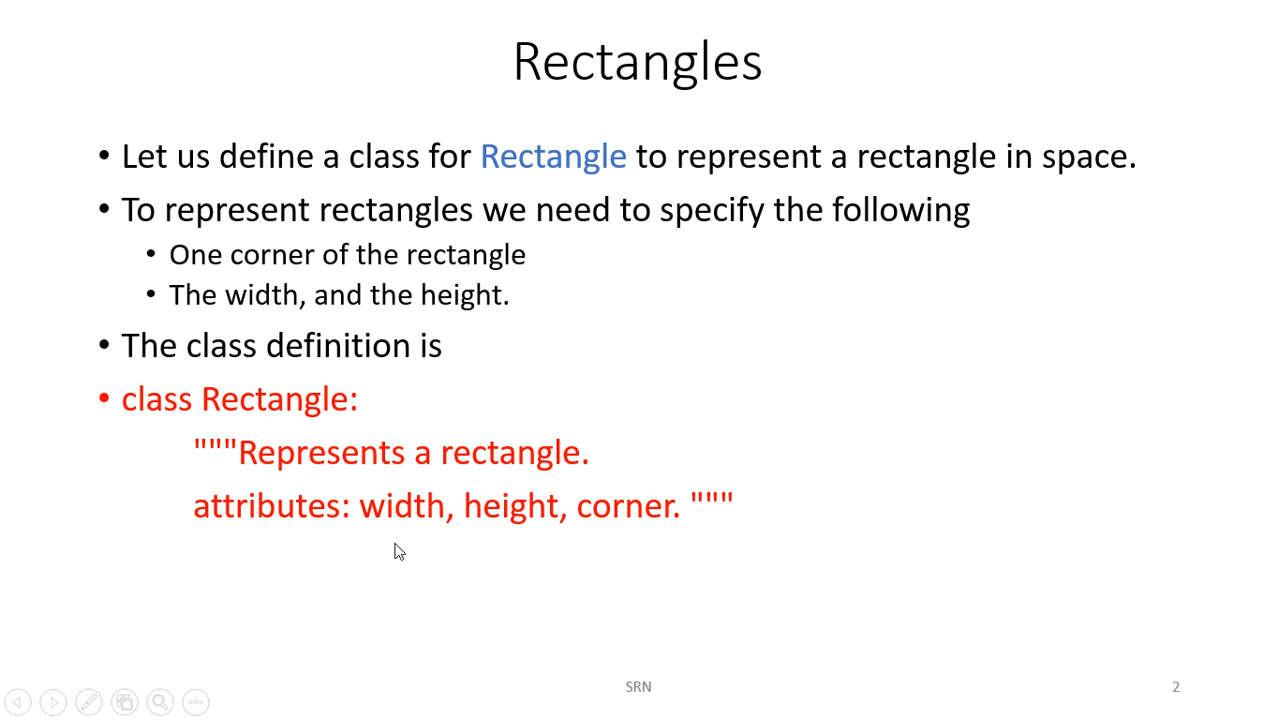 Rectangles
• Let us define a class for Rectangle to represent a rectangle in space.
• To represent rectangles we need to specify the following
• One corner of the rectangle
• The width, and the height.
• The class definition is
• class Rectangle:
"""Represents a rectangle.
attributes: width, height, corner. """
SRN
2